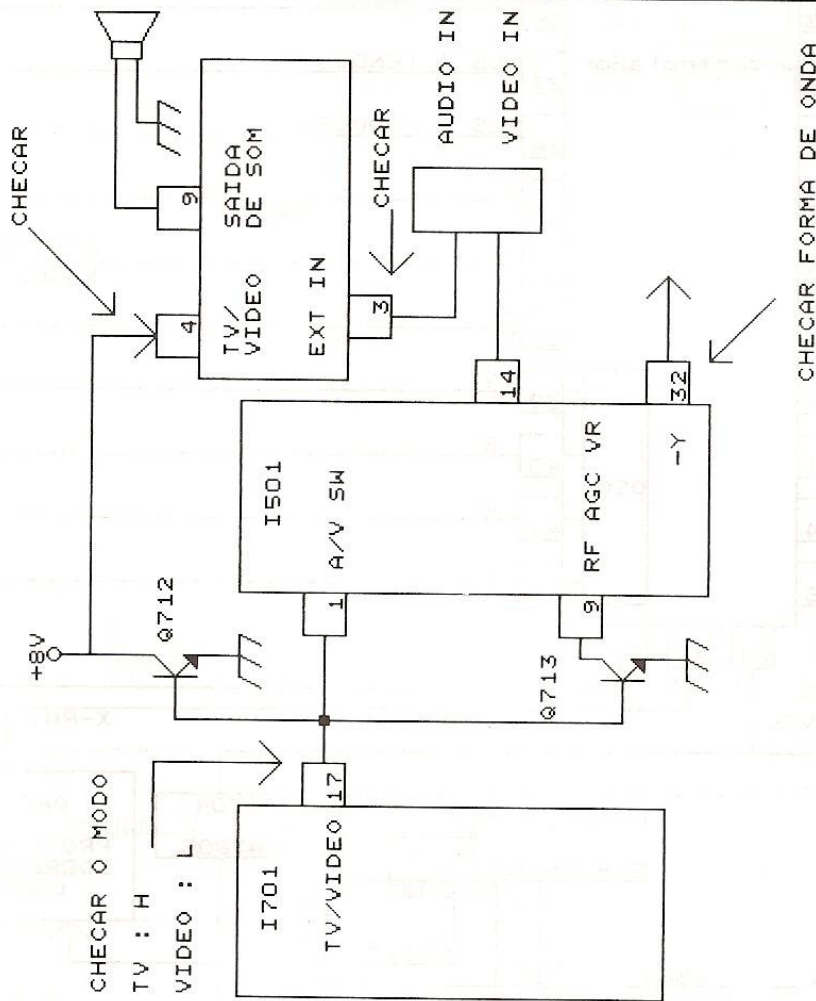 CHECAR O MODO
TV : H
VIDEO : L
I701
TV/VIDEO
17
+8V
Q712
Q713
I501
A/V SW
1
9
RF AGC VR
-Y
14
32
CHECAR
4
9
TV/
VIDEO
SAIDA
DE SOM
EXT IN
3
CHECAR
AUDIO IN
VIDEO IN
CHECAR FORMA DE ONDA